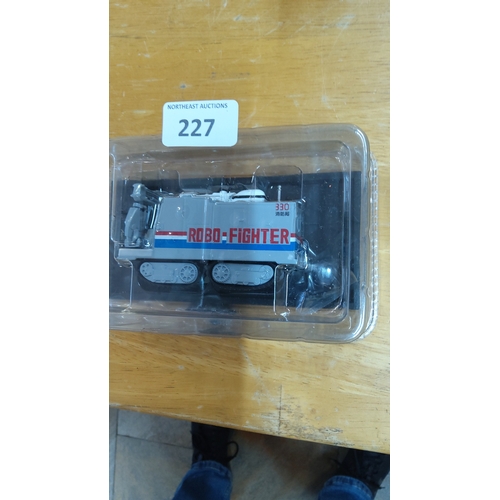 NORTHEAST AUCTIONS
227
330
ROBO-FIGHTER